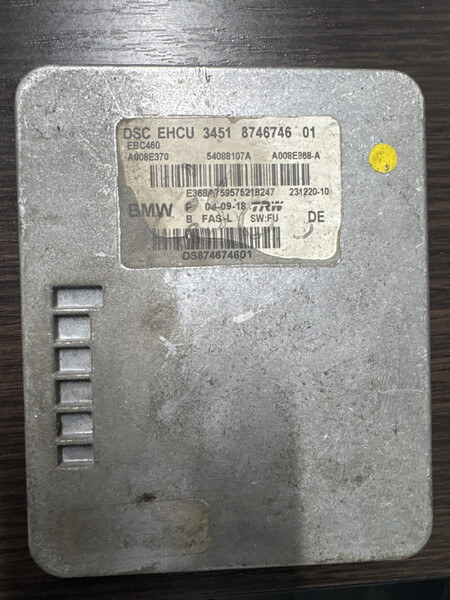 DSC EHCU 3451 8746746 01
EBC460
A008E370 54088107A A008E368-A
E368A759575218247 231220-10
BMW F 04-09-18 TRW
B FAS-L SW:FU DE
DS874674601